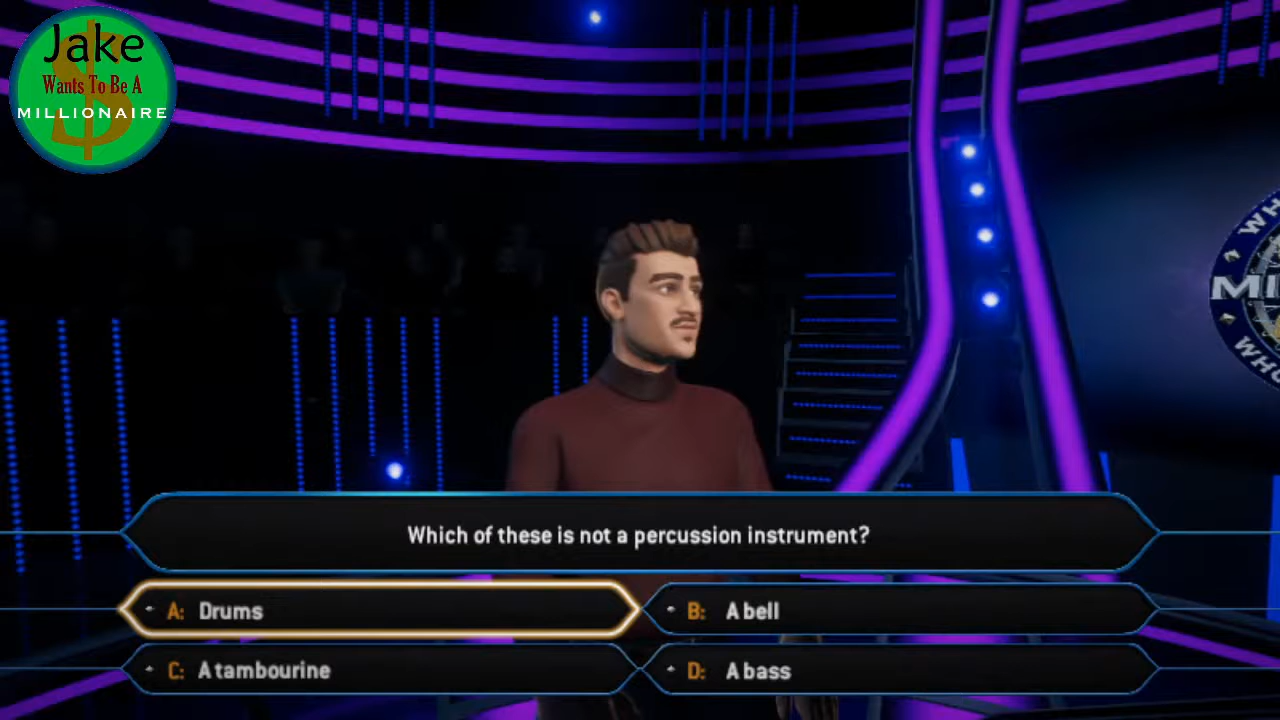 Jake
Wants To Be A
MILLIONAIRE
Which of these is not a percussion instrument?
A: Drums
B: A bell
C: A tambourine
D: A bass